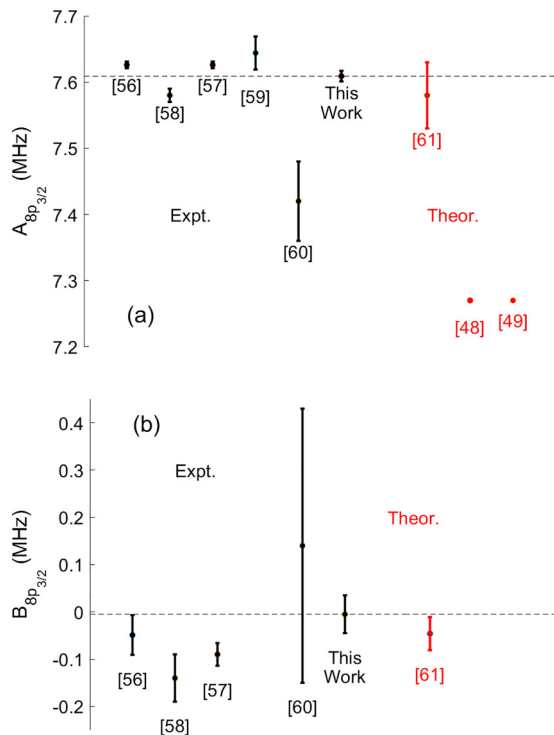 7.7
7.6
7.5
7.4
7.3
7.2
A8p3/2 (MHz)
[56]
[58]
[57]
[59]
This
Work
[61]
[60]
Expt.
Theor.
[48]
[49]
(a)
0.4
0.3
0.2
0.1
0
-0.1
-0.2
B8p3/2 (MHz)
(b)
Expt.
Theor.
[56]
[58]
[57]
[60]
This
Work
[61]